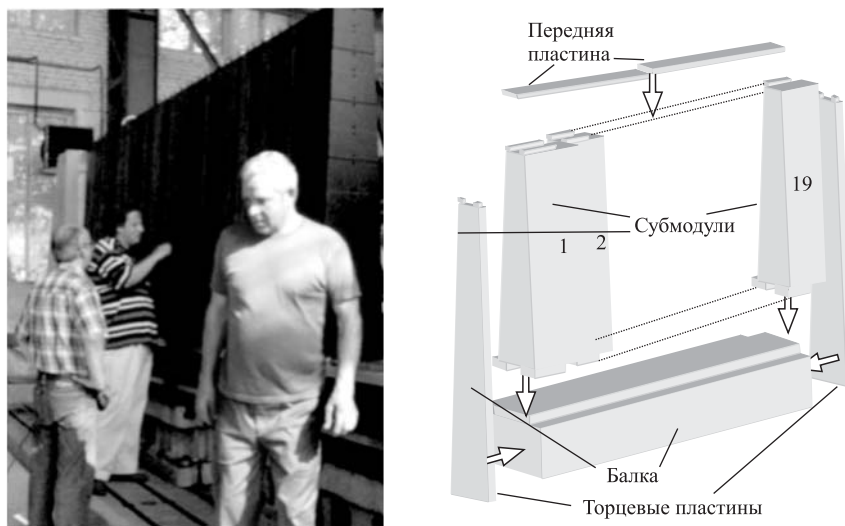 Передняя
пластина
19
Субмодули
1
2
Балка
Торцевые пластины